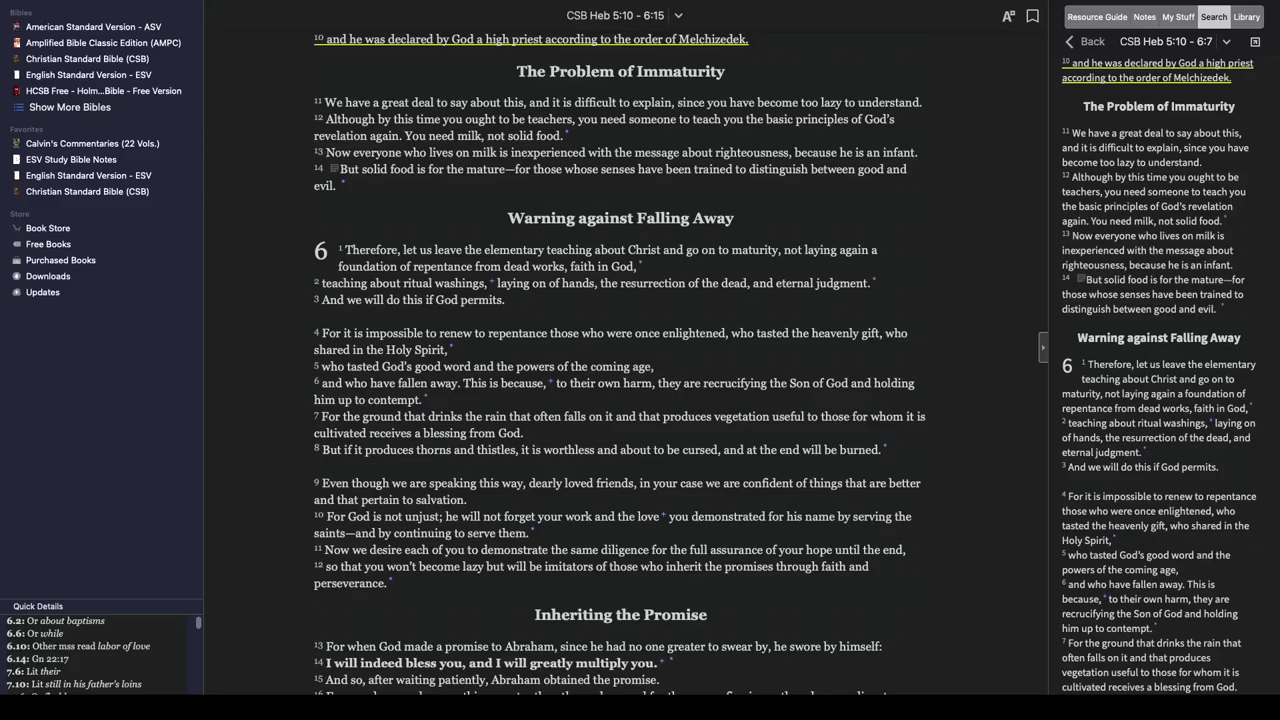 Bibles
American Standard Version - ASV
Amplified Bible Classic Edition (AMPC)
Christian Standard Bible (CSB)
English Standard Version - ESV
HCSB Free - Holm...Bible - Free Version
Show More Bibles
Favorites
Calvin's Commentaries (22 Vols.)
ESV Study Bible Notes
English Standard Version - ESV
Christian Standard Bible (CSB)
Store
Book Store
Free Books
Purchased Books
Downloads
Updates
Quick Details
6.2: Or about baptisms
6.6: Or while
6.10: Other mss read labor of love
6.14: Gn 22:17
7.6: Lit their
7.10: Lit still in his father's loins
CSB Heb 5:10 - 6:15
10 and he was declared by God a high priest according to the order of Melchizedek.
The Problem of Immaturity
11 We have a great deal to say about this, and it is difficult to explain, since you have become too lazy to understand.
12 Although by this time you ought to be teachers, you need someone to teach you the basic principles of God's
revelation again. You need milk, not solid food. *
13 Now everyone who lives on milk is inexperienced with the message about righteousness, because he is an infant.
14 But solid food is for the mature—for those whose senses have been trained to distinguish between good and
evil. *
Warning against Falling Away
6 1 Therefore, let us leave the elementary teaching about Christ and go on to maturity, not laying again a
foundation of repentance from dead works, faith in God, *
2 teaching about ritual washings, + laying on of hands, the resurrection of the dead, and eternal judgment. *
3 And we will do this if God permits.
4 For it is impossible to renew to repentance those who were once enlightened, who tasted the heavenly gift, who
shared in the Holy Spirit, *
5 who tasted God's good word and the powers of the coming age,
6 and who have fallen away. This is because, + to their own harm, they are recrucifying the Son of God and holding
him up to contempt. *
7 For the ground that drinks the rain that often falls on it and that produces vegetation useful to those for whom it is
cultivated receives a blessing from God.
8 But if it produces thorns and thistles, it is worthless and about to be cursed, and at the end will be burned. *
9 Even though we are speaking this way, dearly loved friends, in your case we are confident of things that are better
and that pertain to salvation.
10 For God is not unjust; he will not forget your work and the love + you demonstrated for his name by serving the
saints—and by continuing to serve them. *
11 Now we desire each of you to demonstrate the same diligence for the full assurance of your hope until the end,
12 so that you won't become lazy but will be imitators of those who inherit the promises through faith and
perseverance. *
Inheriting the Promise
13 For when God made a promise to Abraham, since he had no one greater to swear by, he swore by himself:
14 I will indeed bless you, and I will greatly multiply you. + *
15 And so, after waiting patiently, Abraham obtained the promise.
Resource Guide Notes My Stuff Search Library
Back CSB Heb 5:10 - 6:7
10 and he was declared by God a high priest
according to the order of Melchizedek.
The Problem of Immaturity
11 We have a great deal to say about this,
and it is difficult to explain, since you have
become too lazy to understand.
12 Although by this time you ought to be
teachers, you need someone to teach you
the basic principles of God's revelation
again. You need milk, not solid food. *
13 Now everyone who lives on milk is
inexperienced with the message about
righteousness, because he is an infant.
14 But solid food is for the mature—for
those whose senses have been trained to
distinguish between good and evil. *
Warning against Falling Away
6 1 Therefore, let us leave the elementary
teaching about Christ and go on to
maturity, not laying again a foundation of
repentance from dead works, faith in God, *
2 teaching about ritual washings, + laying on
of hands, the resurrection of the dead, and
eternal judgment. *
3 And we will do this if God permits.
4 For it is impossible to renew to repentance
those who were once enlightened, who
tasted the heavenly gift, who shared in the
Holy Spirit, *
5 who tasted God's good word and the
powers of the coming age,
6 and who have fallen away. This is
because, + to their own harm, they are
recrucifying the Son of God and holding
him up to contempt. *
7 For the ground that drinks the rain that
often falls on it and that produces
vegetation useful to those for whom it is
cultivated receives a blessing from God.